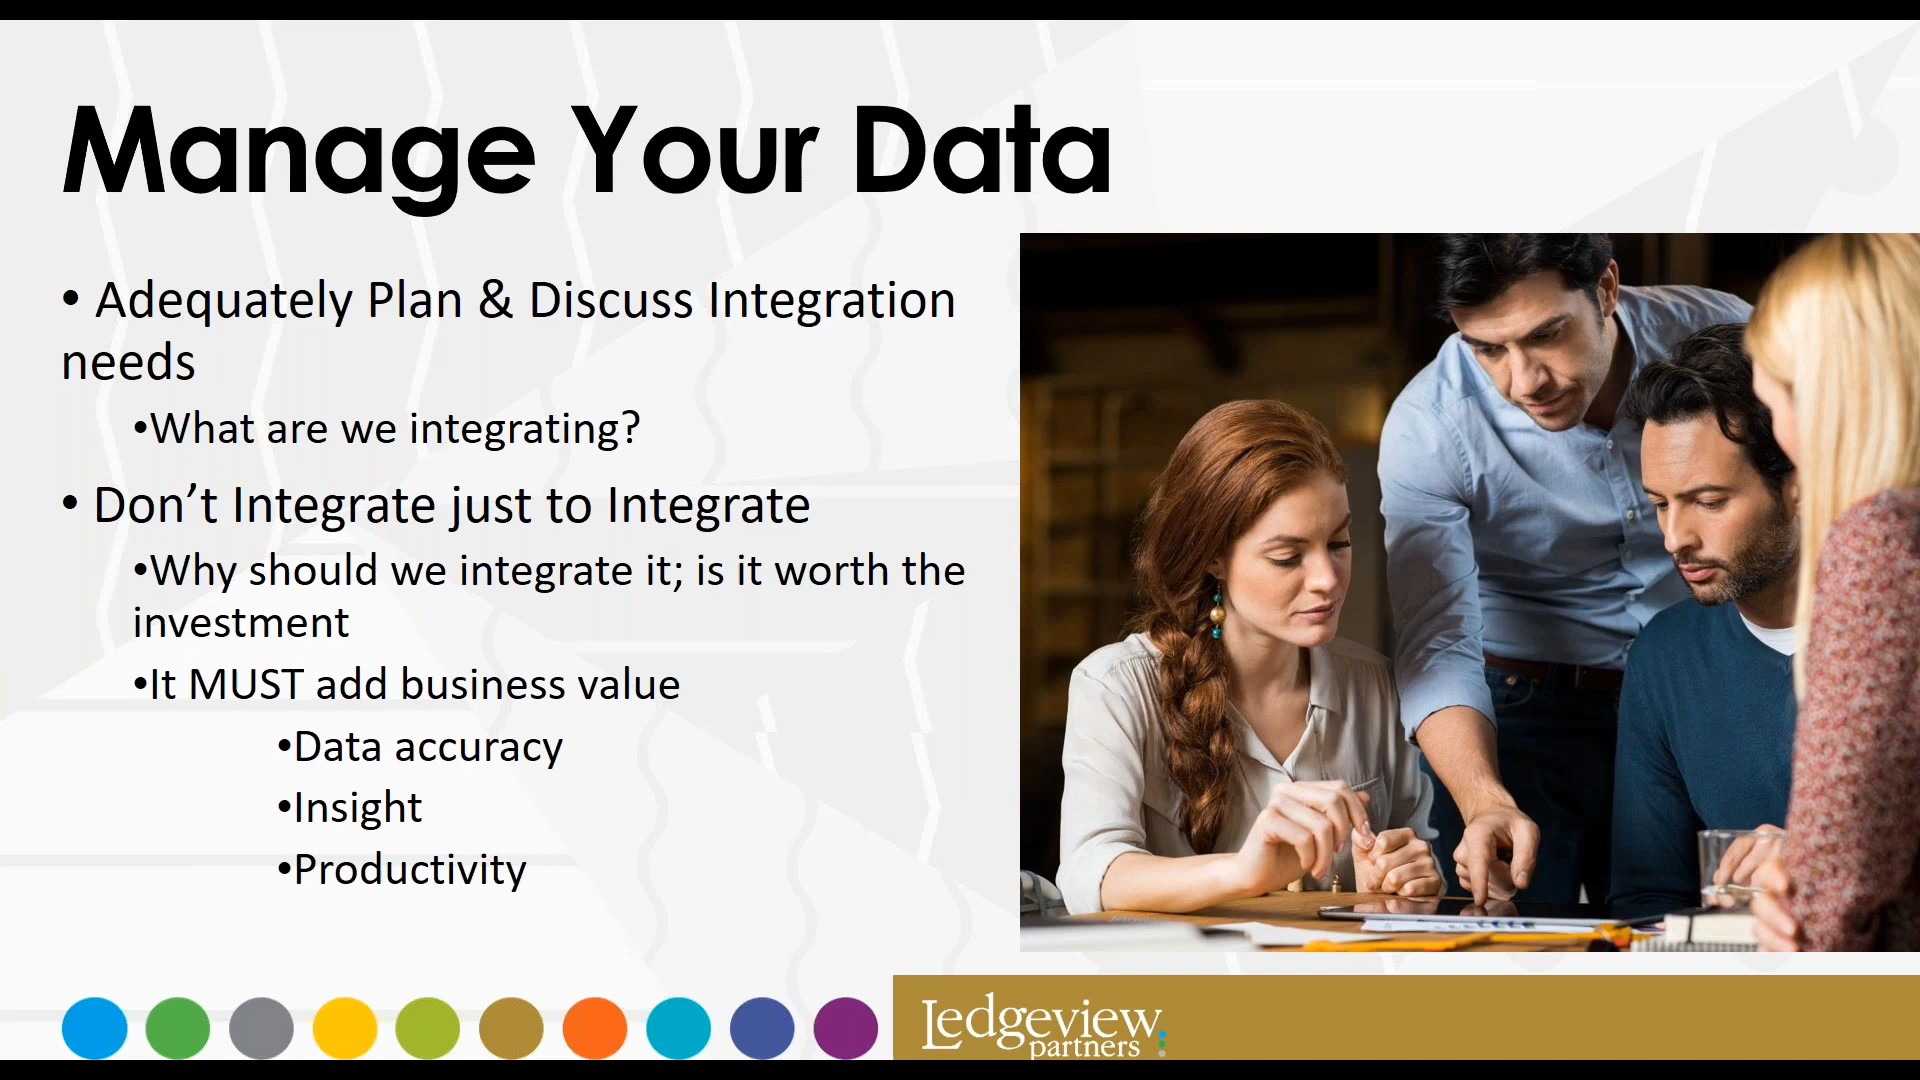 Manage Your Data
• Adequately Plan & Discuss Integration
needs
•What are we integrating?
• Don’t Integrate just to Integrate
•Why should we integrate it; is it worth the
investment
•It MUST add business value
•Data accuracy
•Insight
•Productivity
Ledgeview
partners